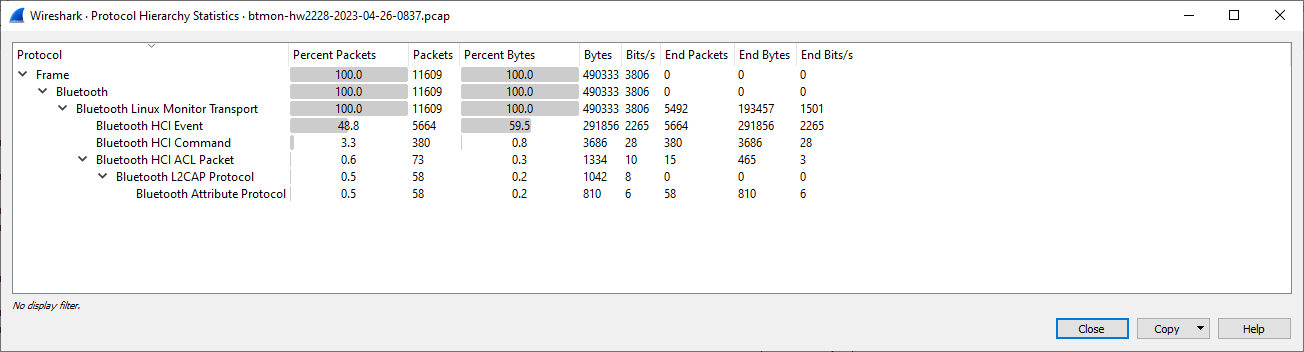 Wireshark · Protocol Hierarchy Statistics · btmon-hw2228-2023-04-26-0837.pcap
Protocol Percent Packets Packets Percent Bytes Bytes Bits/s End Packets End Bytes End Bits/s
Frame 100.0 11609 100.0 490333 3806 0 0 0
Bluetooth 100.0 11609 100.0 490333 3806 0 0 0
Bluetooth Linux Monitor Transport 100.0 11609 100.0 490333 3806 5492 193457 1501
Bluetooth HCI Event 48.8 5664 59.5 291856 2265 5664 291856 2265
Bluetooth HCI Command 3.3 380 0.8 3686 28 380 3686 28
Bluetooth HCI ACL Packet 0.6 73 0.3 1334 10 15 465 3
Bluetooth L2CAP Protocol 0.5 58 0.2 1042 8 0 0 0
Bluetooth Attribute Protocol 0.5 58 0.2 810 6 58 810 6
No display filter.
Close Copy Help